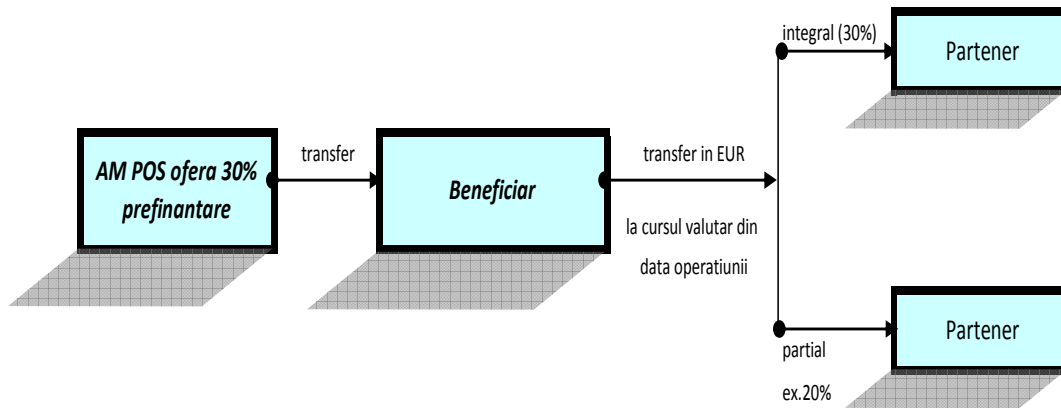 AM POS ofera 30%
prefinantare
transfer
Beneficiar
transfer in EUR
la cursul valutar din
data operatiunii
integral (30%)
Partener
Partener
partial
ex.20%